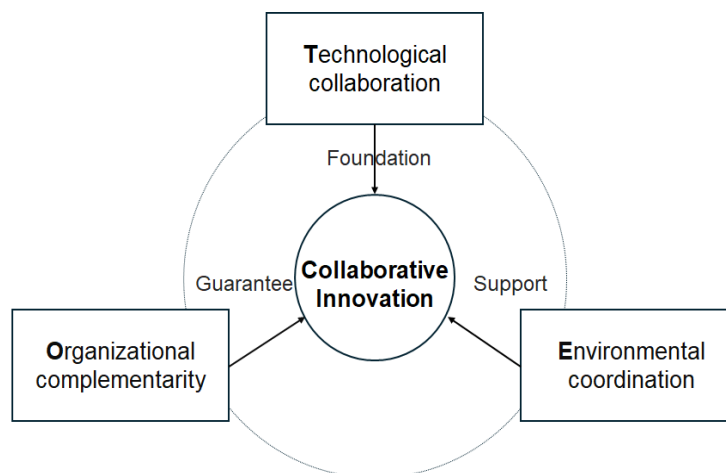 Technological
collaboration
Foundation
Guarantee
Collaborative
Innovation
Support
Organizational
complementarity
Environmental
coordination